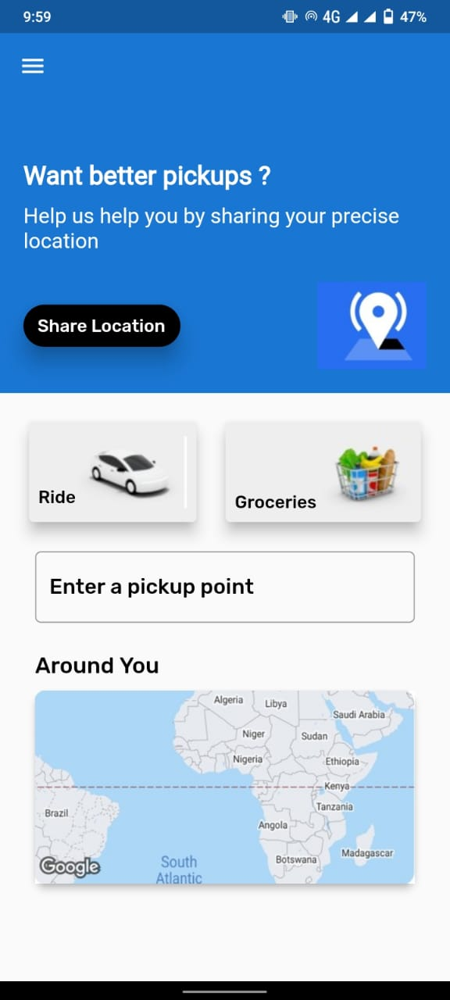 9:59 4G 47%
Want better pickups ?
Help us help you by sharing your precise
location
Share Location
Ride
Groceries
Enter a pickup point
Around You
Algeria
Libya
Saudi Arabia
Niger
Sudan
Nigeria
Ethiopia
Kenya
Brazil
Tanzania
Angola
Madagascar
Botswana
Google
South
Atlantic